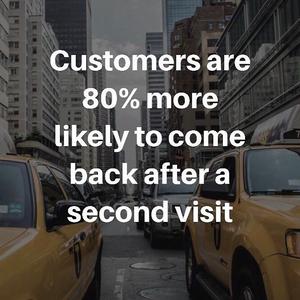 Customers are
80% more
likely to come
back after a
second visit